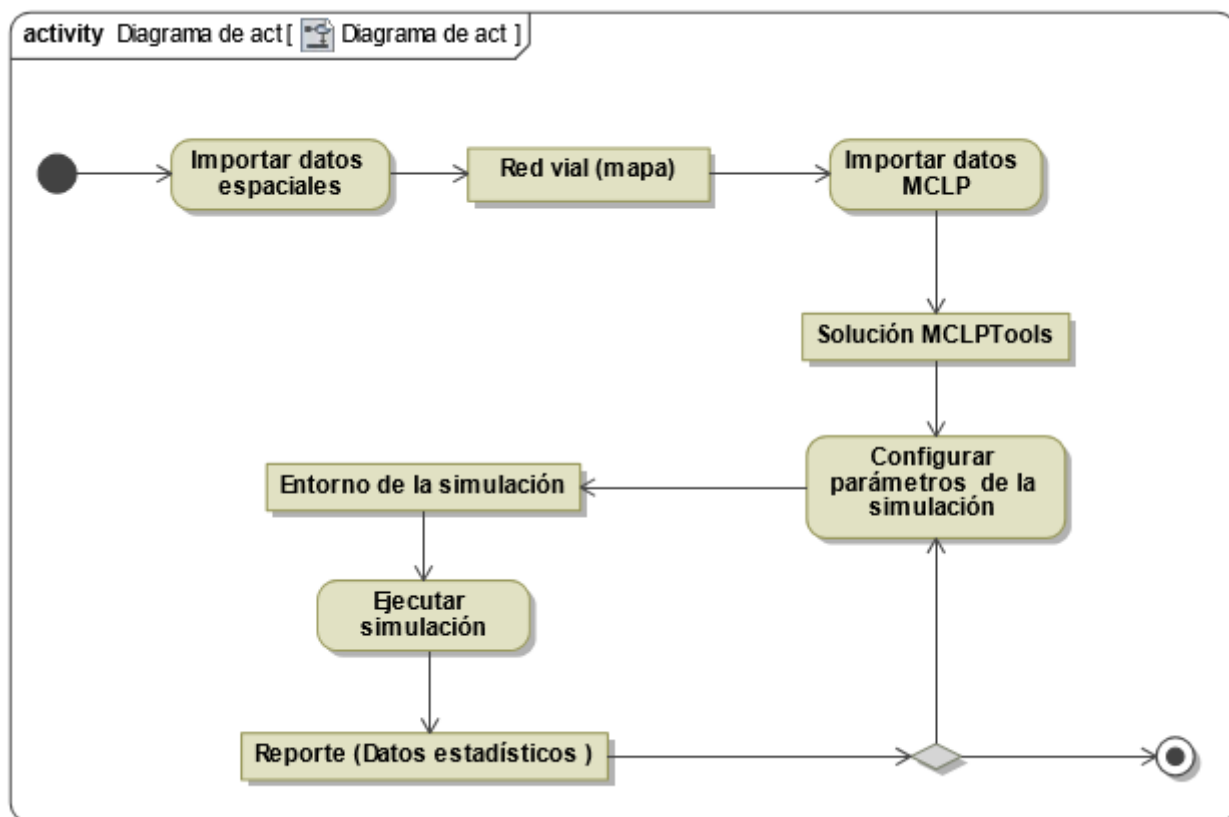 activity Diagrama de act [ Diagrama de act ]
Importar datos
espaciales
Red vial (mapa)
Importar datos
MCLP
Solución MCLPTools
Configurar
parámetros de la
simulación
Entorno de la simulación
Ejecutar
simulación
Reporte (Datos estadísticos )